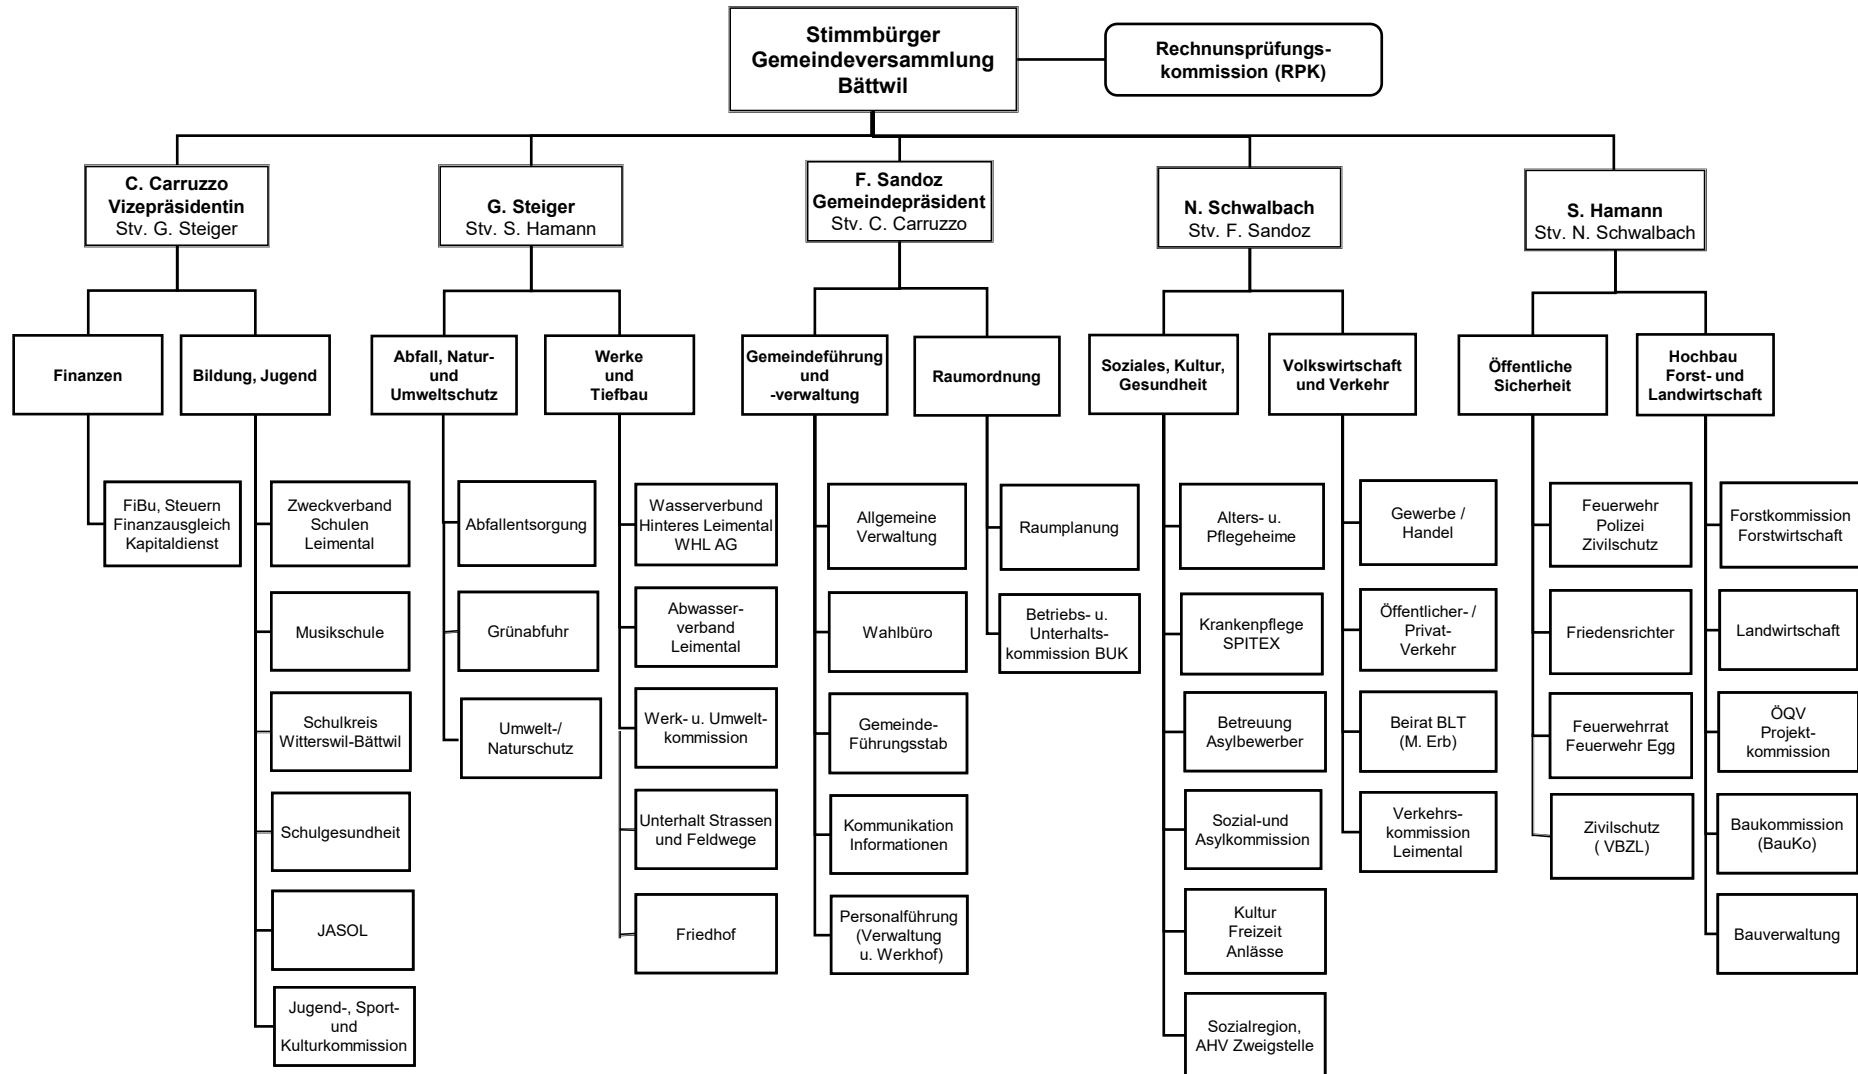 Stimmbürger
Gemeindeversammlung
Bättwil
Rechnunsprüfungs-
kommission (RPK)
C. Carruzzo
Vizepräsidentin
Stv. G. Steiger
G. Steiger
Stv. S. Hamann
F. Sandoz
Gemeindepräsident
Stv. C. Carruzzo
N. Schwalbach
Stv. F. Sandoz
S. Hamann
Stv. N. Schwalbach
Finanzen
Bildung, Jugend
Abfall, Natur-
und
Umweltschutz
Werke
und
Tiefbau
Gemeindeführung
und
-verwaltung
Raumordnung
Soziales, Kultur,
Gesundheit
Volkswirtschaft
und Verkehr
Öffentliche
Sicherheit
Hochbau
Forst- und
Landwirtschaft
FiBu, Steuern
Finanzausgleich
Kapitaldienst
Zweckverband
Schulen
Leimental
Musikschule
Schulkreis
Witterswil-Bättwil
Schulgesundheit
JASOL
Jugend-, Sport-
und
Kulturkommission
Abfallentsorgung
Grünabfuhr
Umwelt-/
Naturschutz
Wasserverbund
Hinteres Leimental
WHL AG
Abwasser-
verband
Leimental
Werk- u. Umwelt-
kommission
Unterhalt Strassen
und Feldwege
Friedhof
Allgemeine
Verwaltung
Wahlbüro
Gemeinde-
Führungsstab
Kommunikation
Informationen
Personalführung
(Verwaltung
u. Werkhof)
Raumplanung
Betriebs- u.
Unterhalts-
kommission BUK
Alters- u.
Pflegeheime
Krankenpflege
SPITEX
Betreuung
Asylbewerber
Sozial-und
Asylkommission
Kultur
Freizeit
Anlässe
Sozialregion,
AHV Zweigstelle
Gewerbe /
Handel
Öffentlicher- /
Privat-
Verkehr
Beirat BLT
(M. Erb)
Verkehrs-
kommission
Leimental
Feuerwehr
Polizei
Zivilschutz
Friedensrichter
Feuerwehrrat
Feuerwehr Egg
Zivilschutz
( VBZL)
Forstkommission
Forstwirtschaft
Landwirtschaft
ÖQV
Projekt-
kommission
Baukommission
(BauKo)
Bauverwaltung